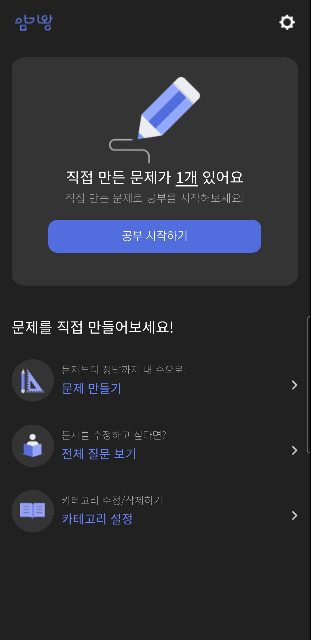 암기왕
직접 만든 문제가 1개 있어요
직접 만든 문제로 공부를 시작해보세요!
공부 시작하기
문제를 직접 만들어보세요!
문제부터 정답까지 내 손으로!
문제 만들기
문제를 수정하고 싶다면?
전체 질문 보기
카테고리 수정/삭제하기
카테고리 설정